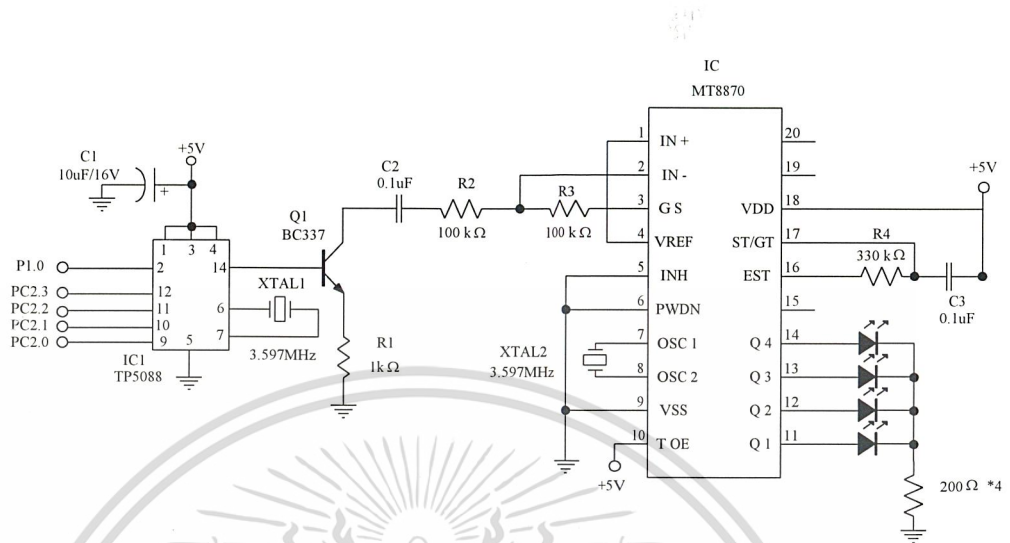 IC
MT8870
C1
10uF/16V
+5V
+
1 3 4
P1.0
2
14
PC2.3
12
PC2.2
11
6
PC2.1
10
7
PC2.0
9
5
IC1
TP5088
XTAL1
3.597MHz
Q1
BC337
R1
1kΩ
C2
0.1uF
R2
100 kΩ
R3
100 kΩ
1 IN +
2 IN -
3 G S
4 VREF
5 INH
6 PWDN
7 OSC 1
8 OSC 2
9 VSS
10 T OE
+5V
XTAL2
3.597MHz
20
19
VDD 18
ST/GT 17
EST 16
15
Q 4 14
Q 3 13
Q 2 12
Q 1 11
R4
330 kΩ
+5V
C3
0.1uF
200 Ω *4